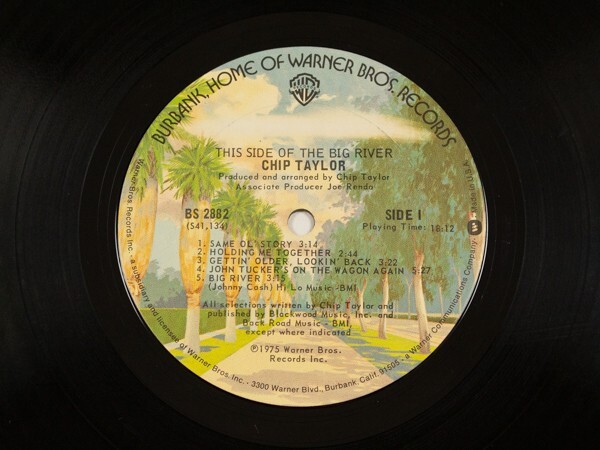 BURBANK, HOME OF WARNER BROS. RECORDS
THIS SIDE OF THE BIG RIVER
CHIP TAYLOR
Produced and arranged by Chip Taylor
Associate Producer Joe Renda
BS 2882
(S41,134)
SIDE 1
Playing Time: 18:12
1. SAME OL' STORY 3:14
2. HOLDING ME TOGETHER 2:44
3. GETTIN' OLDER, LOOKIN' BACK 3:22
4. JOHN TUCKER'S ON THE WAGON AGAIN 5:27
5. BIG RIVER 3:15
(Johnny Cash) Hi Lo Music -BMI
All selections written by Chip Taylor and
published by Blackwood Music, Inc. and
Back Road Music - BMI,
except where indicated
℗1975 Warner Bros.
Records Inc.
Warner Bros. Records Inc., - a subsidiary and licensee of Warner Bros. Inc. - 3300 Warner Blvd., Burbank Calif. 91505 - a Warner Communications Company. Made in U.S.A.